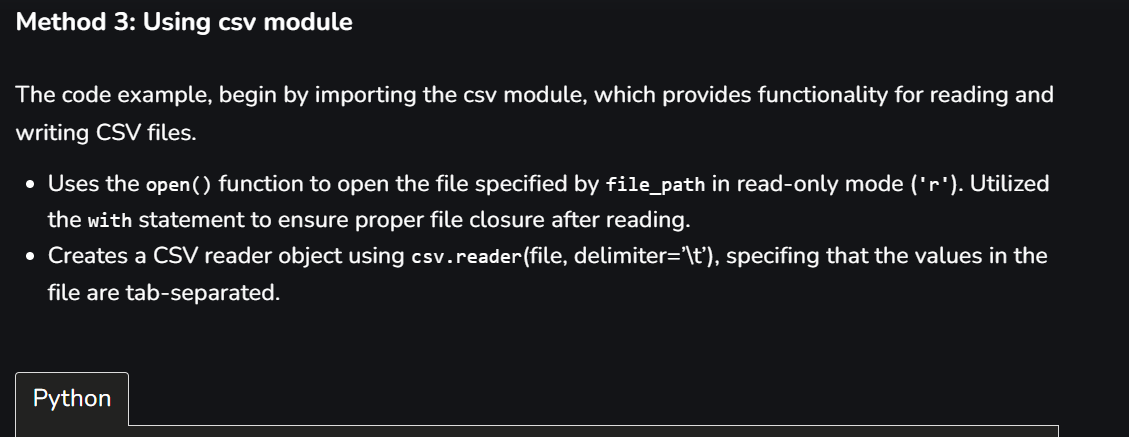 Method 3: Using csv module
The code example, begin by importing the csv module, which provides functionality for reading and
writing CSV files.
• Uses the open() function to open the file specified by file_path in read-only mode ('r'). Utilized
the with statement to ensure proper file closure after reading.
• Creates a CSV reader object using csv.reader(file, delimiter=’\t’), specifing that the values in the
file are tab-separated.
Python